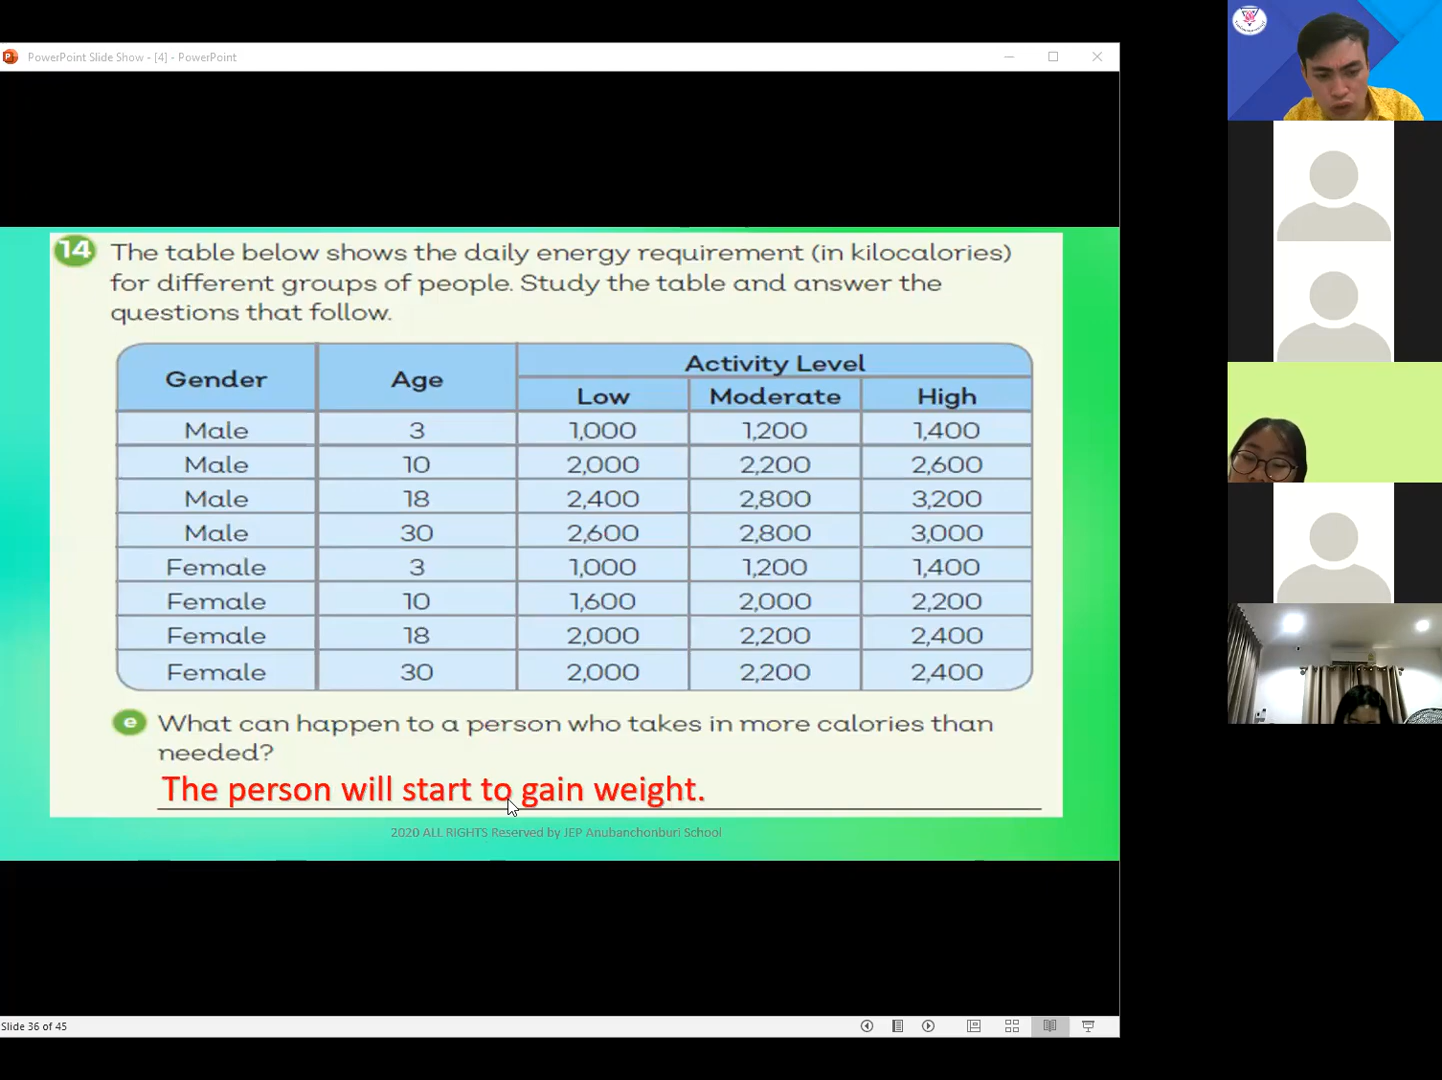 PowerPoint Slide Show - [4] - PowerPoint
14 The table below shows the daily energy requirement (in kilocalories)
for different groups of people. Study the table and answer the
questions that follow.
Gender Age Activity Level
Low Moderate High
Male 3 1,000 1,200 1,400
Male 10 2,000 2,200 2,600
Male 18 2,400 2,800 3,200
Male 30 2,600 2,800 3,000
Female 3 1,000 1,200 1,400
Female 10 1,600 2,000 2,200
Female 18 2,000 2,200 2,400
Female 30 2,000 2,200 2,400
e What can happen to a person who takes in more calories than
needed?
The person will start to gain weight.
2020 ALL RIGHTS Reserved by JEP Anubanchonburi School
Slide 36 of 45